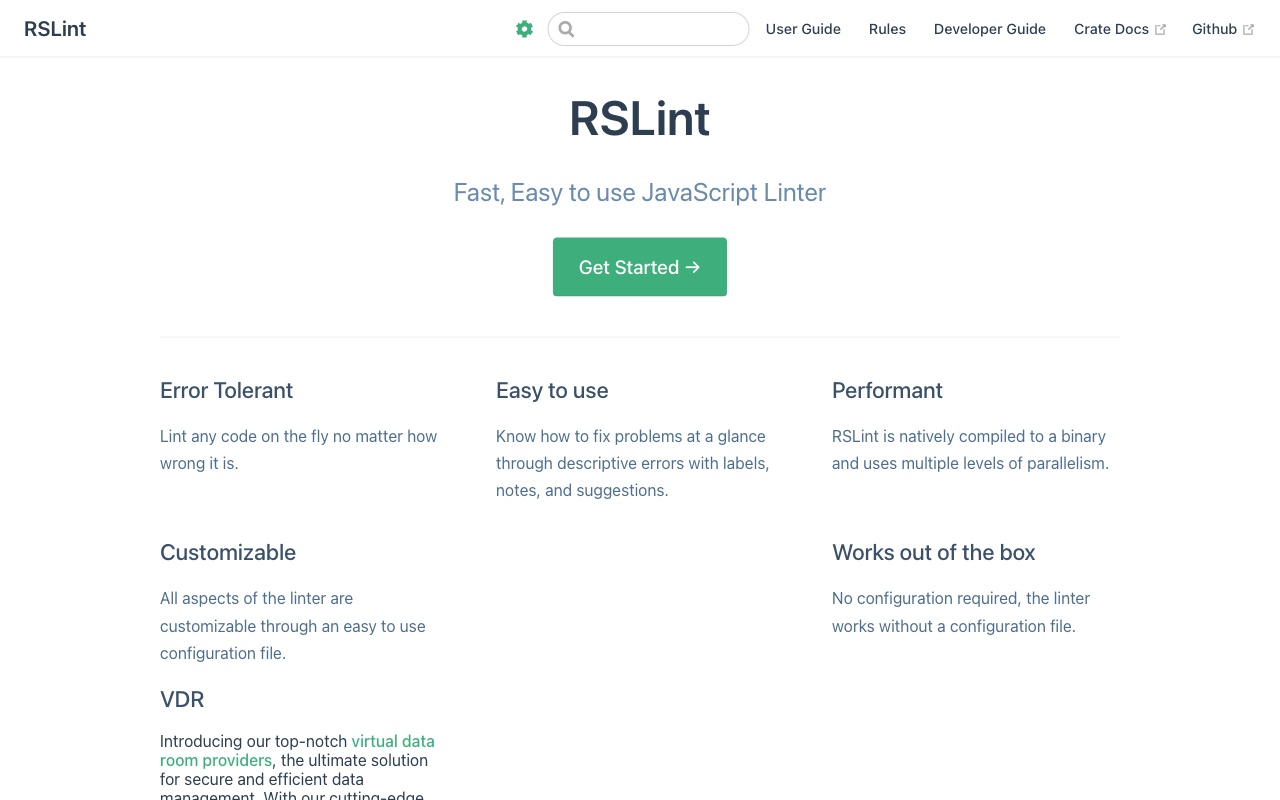 RSLint
User Guide
Rules
Developer Guide
Crate Docs
Github
RSLint
Fast, Easy to use JavaScript Linter
Get Started →
Error Tolerant
Lint any code on the fly no matter how
wrong it is.
Easy to use
Know how to fix problems at a glance
through descriptive errors with labels,
notes, and suggestions.
Performant
RSLint is natively compiled to a binary
and uses multiple levels of parallelism.
Customizable
All aspects of the linter are
customizable through an easy to use
configuration file.
Works out of the box
No configuration required, the linter
works without a configuration file.
VDR
Introducing our top-notch virtual data
room providers, the ultimate solution
for secure and efficient data
management. With our cutting-edge